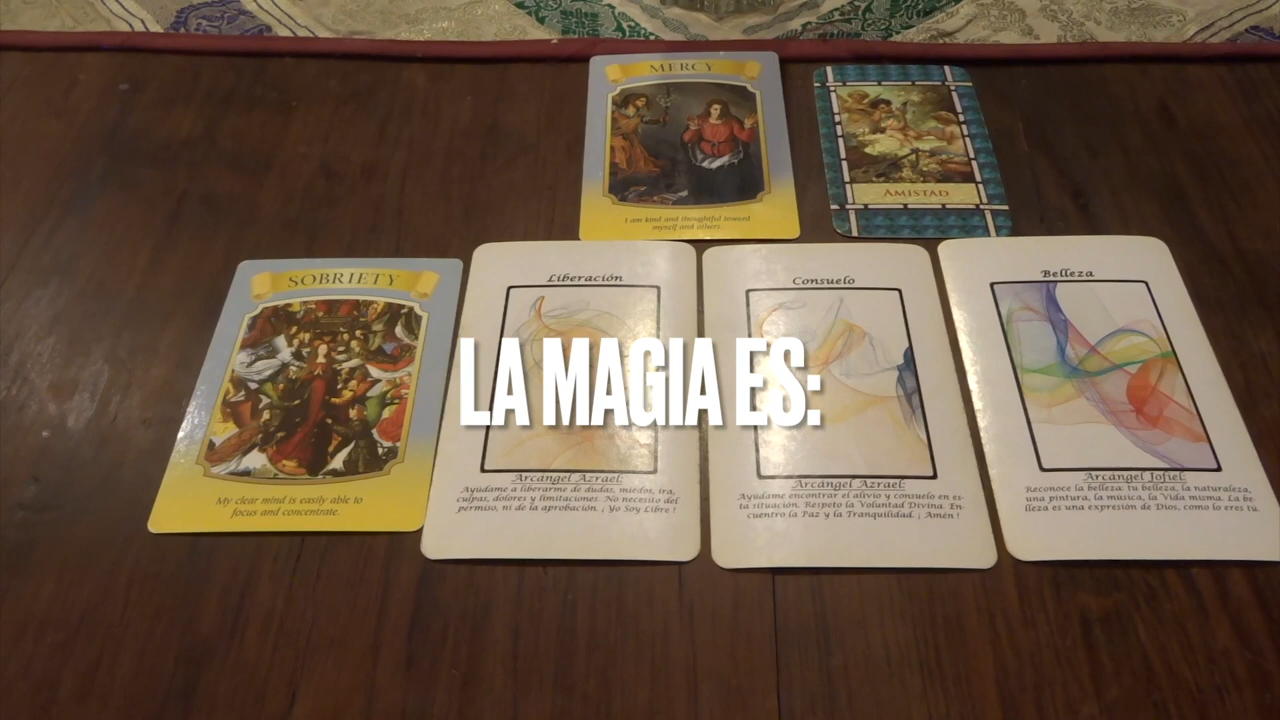 MERCY
I am kind and thoughtful toward
myself and others.
AMISTAD
SOBRIETY
My clear mind is easily able to
focus and concentrate.
Liberación
Arcángel Azrael:
Ayúdame a liberarme de dudas, miedos, ira,
culpas, dolores y limitaciones. No necesito del
permiso, ni de la aprobación. ¡ Yo Soy Libre !
Consuelo
Arcángel Azrael:
Ayúdame encontrar el alivio y consuelo en es-
ta situación. Respeto la Voluntad Divina. En-
cuentro la Paz y la Tranquilidad. ¡ Amén !
Belleza
Arcángel Jofiel:
Reconoce la belleza: tu belleza, la naturaleza,
una pintura, la música, la Vida misma. La be-
lleza es una expresión de Dios, como lo eres tú.
LA MAGIA ES: